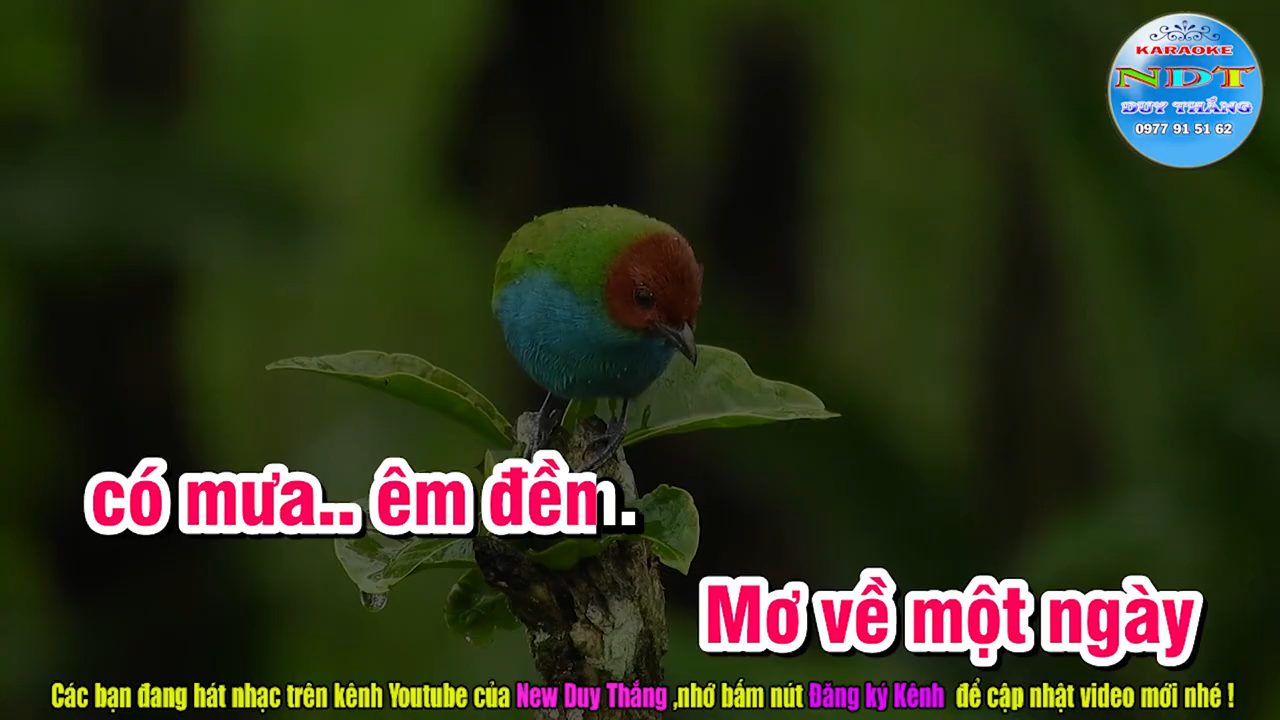 KARAOKE
NDT
DUY THẮNG
0977 91 51 62
có mưa.. êm đềm.
Mơ về một ngày
Các bạn đang hát nhạc trên kênh Youtube của New Duy Thắng ,nhớ bấm nút Đăng ký Kênh để cập nhật video mới nhé !